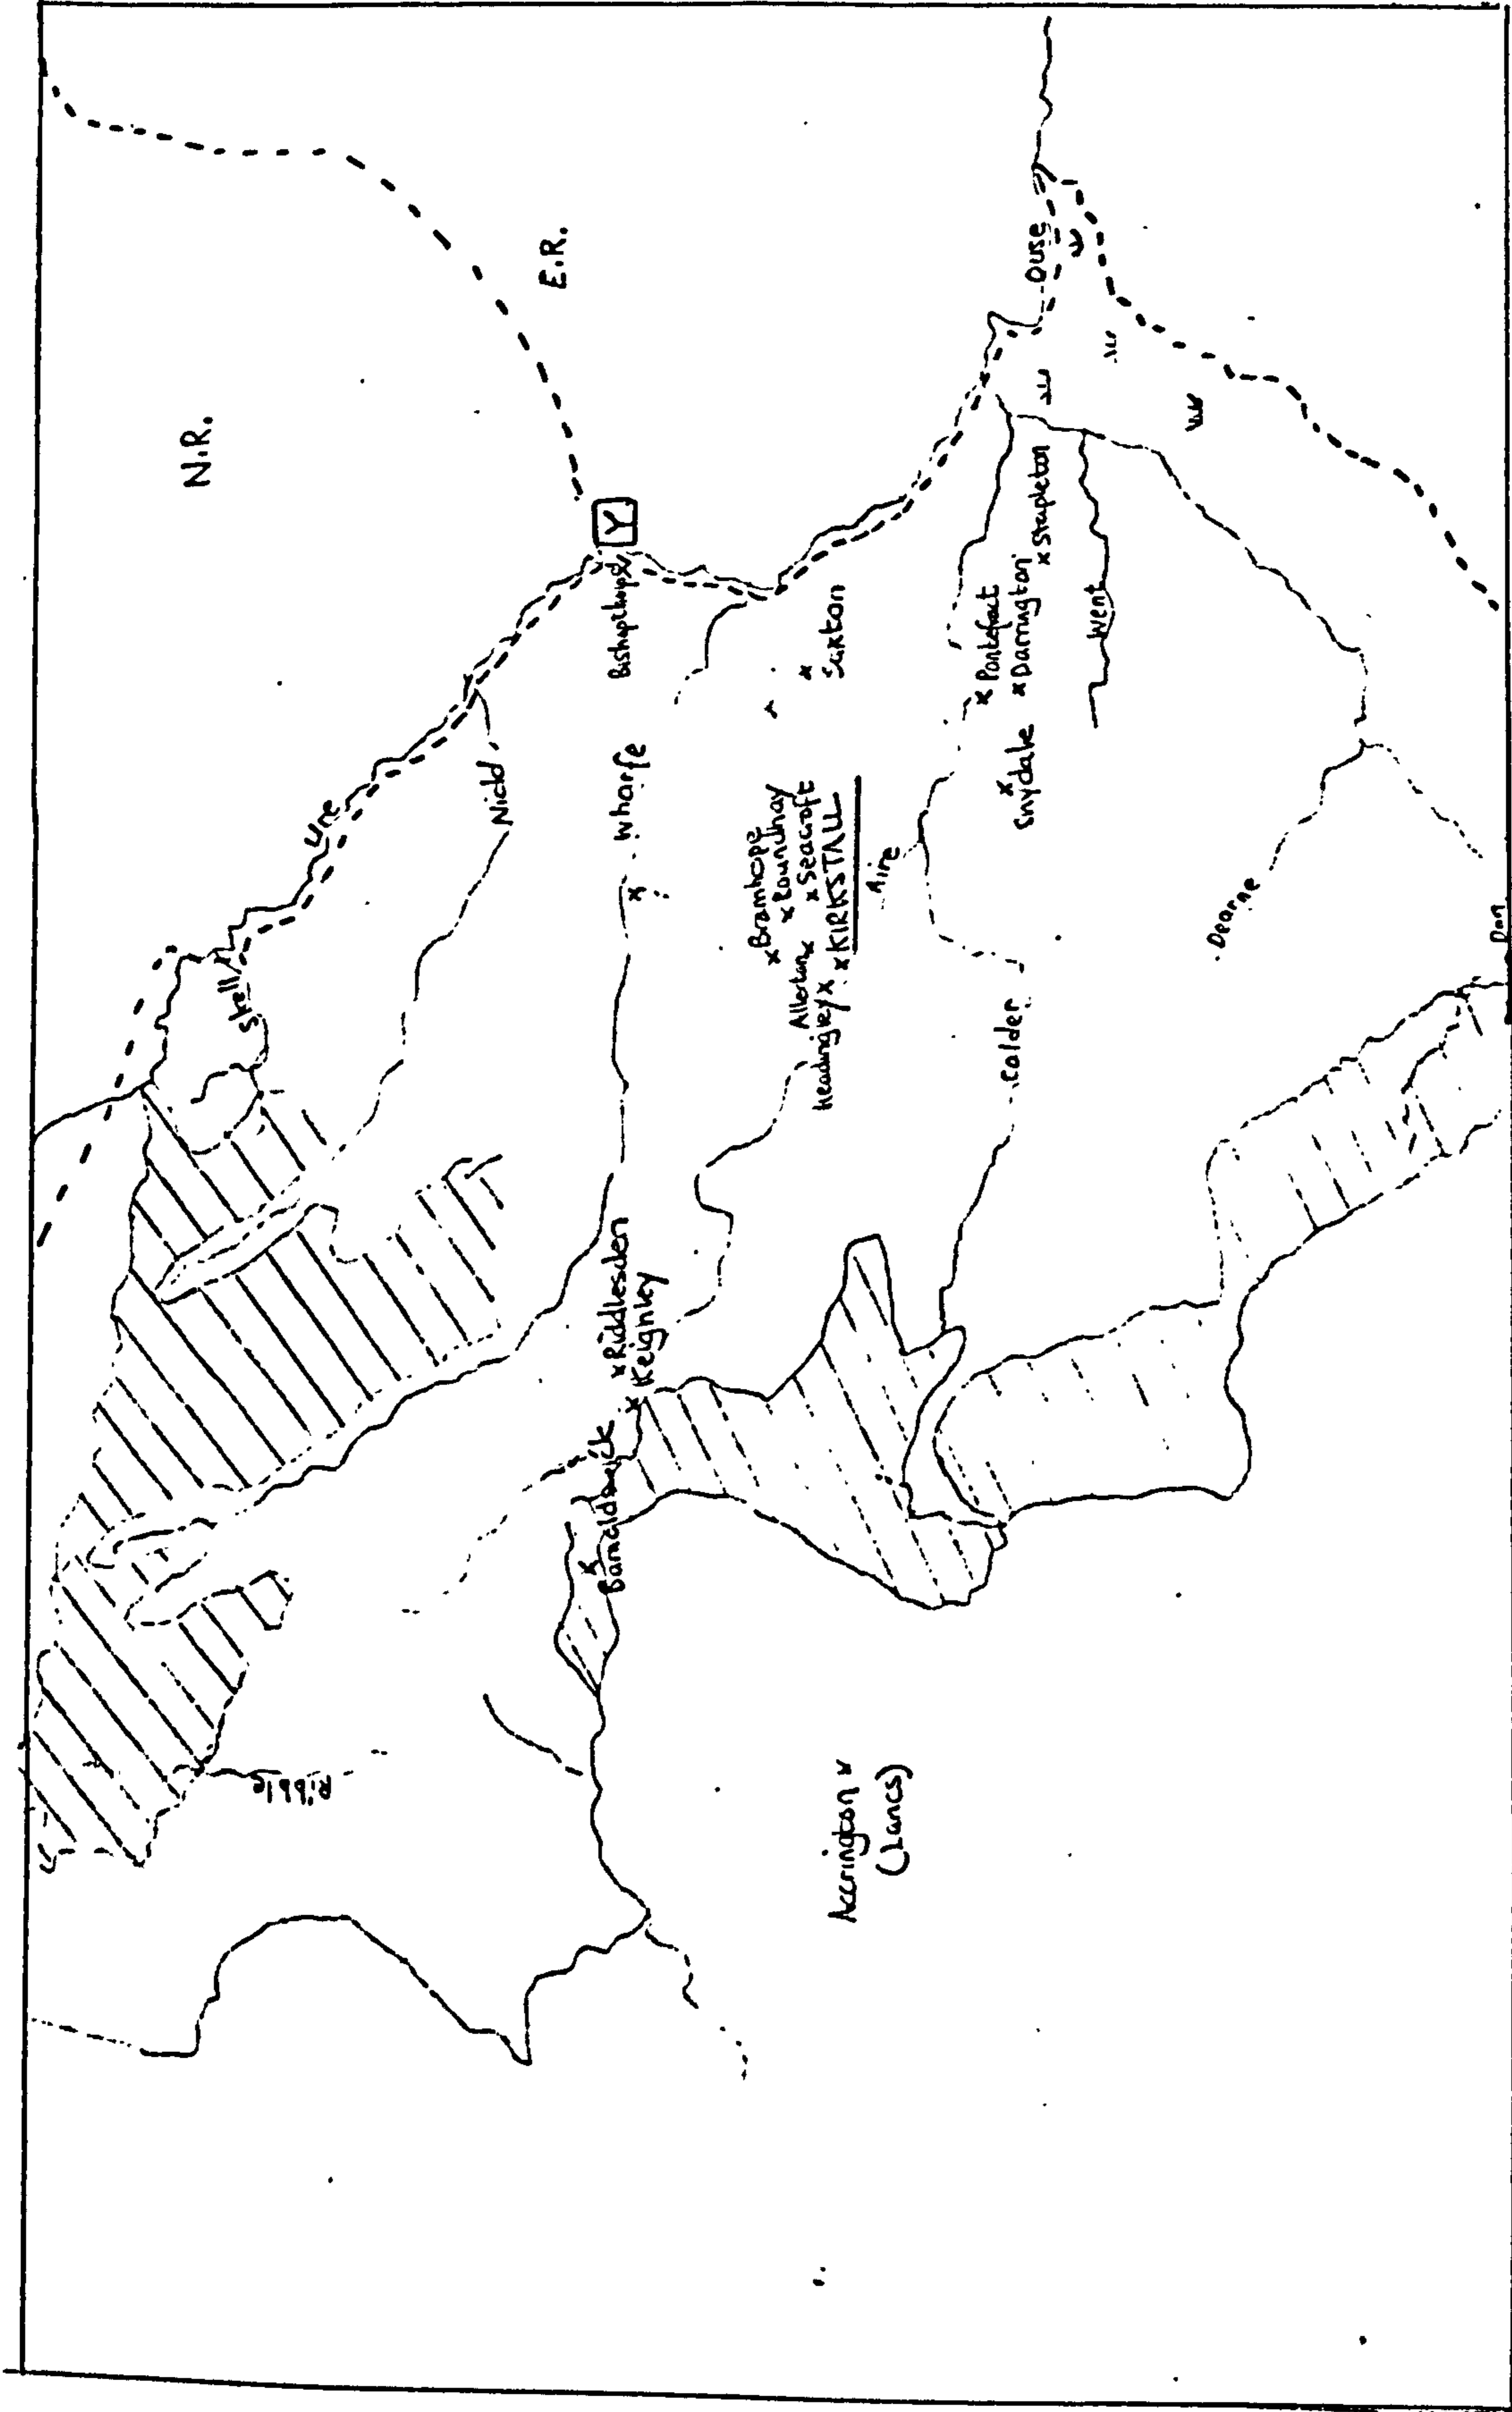 N.R.
E.R.
Y
Ure
Skell
Nidd
Ribble
Bishopthorpe
Wharfe
Saxton
x Bramhope
x Roundhay
Allerton x
x Seacroft
Headingley x
x KIRKSTALL
Aire
x Riddlesden
x Keighley
x
Barnoldswick
Accrington x
(Lancs)
Calder
x Pontefract
x Darrington
x Stapleton
x
Snydale
Went
Ouse
Dearne
Don